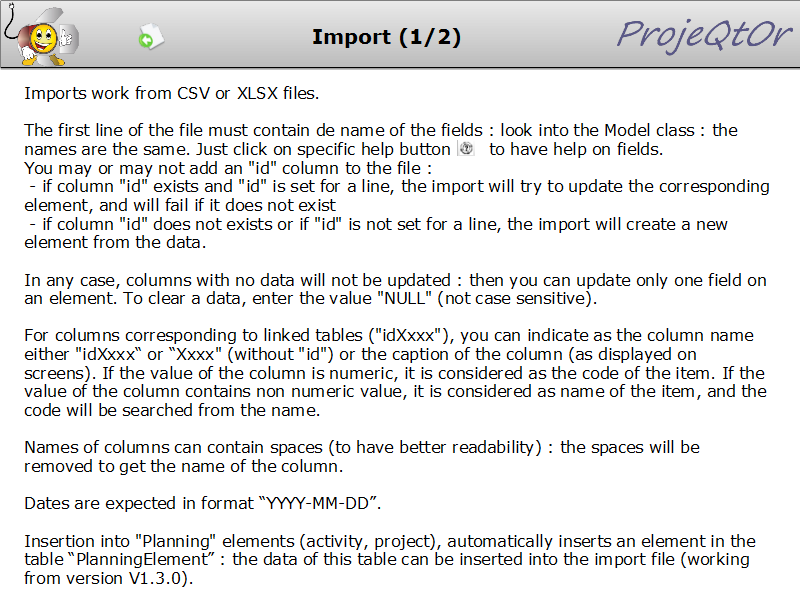 Import (1/2)
ProjeQtOr
Imports work from CSV or XLSX files.
The first line of the file must contain de name of the fields : look into the Model class : the
names are the same. Just click on specific help button to have help on fields.
You may or may not add an "id" column to the file :
- if column "id" exists and "id" is set for a line, the import will try to update the corresponding
element, and will fail if it does not exist
- if column "id" does not exists or if "id" is not set for a line, the import will create a new
element from the data.
In any case, columns with no data will not be updated : then you can update only one field on
an element. To clear a data, enter the value "NULL" (not case sensitive).
For columns corresponding to linked tables ("idXxxx"), you can indicate as the column name
either "idXxxx“ or “Xxxx" (without "id") or the caption of the column (as displayed on
screens). If the value of the column is numeric, it is considered as the code of the item. If the
value of the column contains non numeric value, it is considered as name of the item, and the
code will be searched from the name.
Names of columns can contain spaces (to have better readability) : the spaces will be
removed to get the name of the column.
Dates are expected in format “YYYY-MM-DD”.
Insertion into "Planning" elements (activity, project), automatically inserts an element in the
table “PlanningElement” : the data of this table can be inserted into the import file (working
from version V1.3.0).